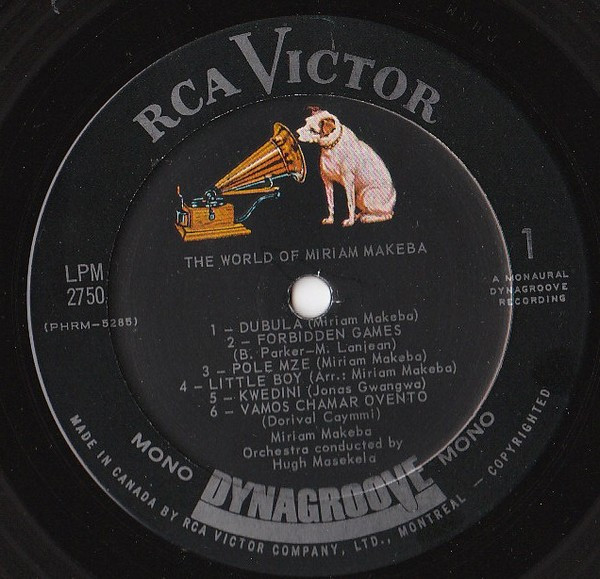 RCA VICTOR
THE WORLD OF MIRIAM MAKEBA
LPM
2750
(PHRM-5285)
1
A MONAURAL
DYNAGROOVE
RECORDING
1 – DUBULA (Miriam Makeba)
2 – FORBIDDEN GAMES
(B. Parker–M. Lanjean)
3 – POLE MZE (Miriam Makeba)
4 – LITTLE BOY (Arr.: Miriam Makeba)
5 – KWEDINI (Jonas Gwangwa)
6 – VAMOS CHAMAR OVENTO
(Dorival Caymmi)
Miriam Makeba
Orchestra conducted by
Hugh Masekela
MONO DYNAGROOVE MONO
MADE IN CANADA BY RCA VICTOR COMPANY, LTD., MONTREAL – COPYRIGHTED